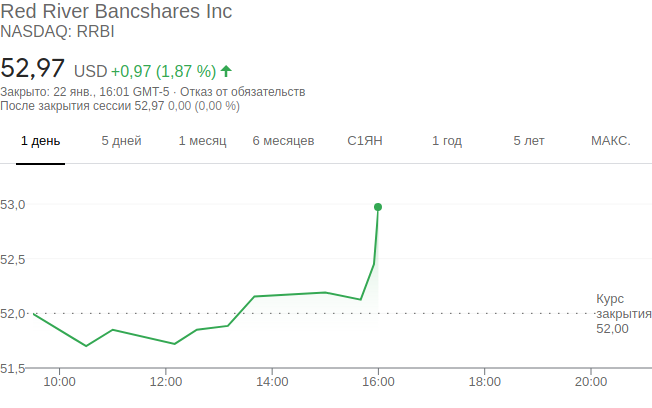 Red River Bancshares Inc
NASDAQ: RRBI
52,97 USD +0,97 (1,87 %)
Закрыто: 22 янв., 16:01 GMT-5 · Отказ от обязательств
После закрытия сессии 52,97 0,00 (0,00 %)
1 день 5 дней 1 месяц 6 месяцев С1ЯН 1 год 5 лет МАКС.
53,0
52,5
Курс
52,0 закрытия
52,00
51,5
10:00 12:00 14:00 16:00 18:00 20:00